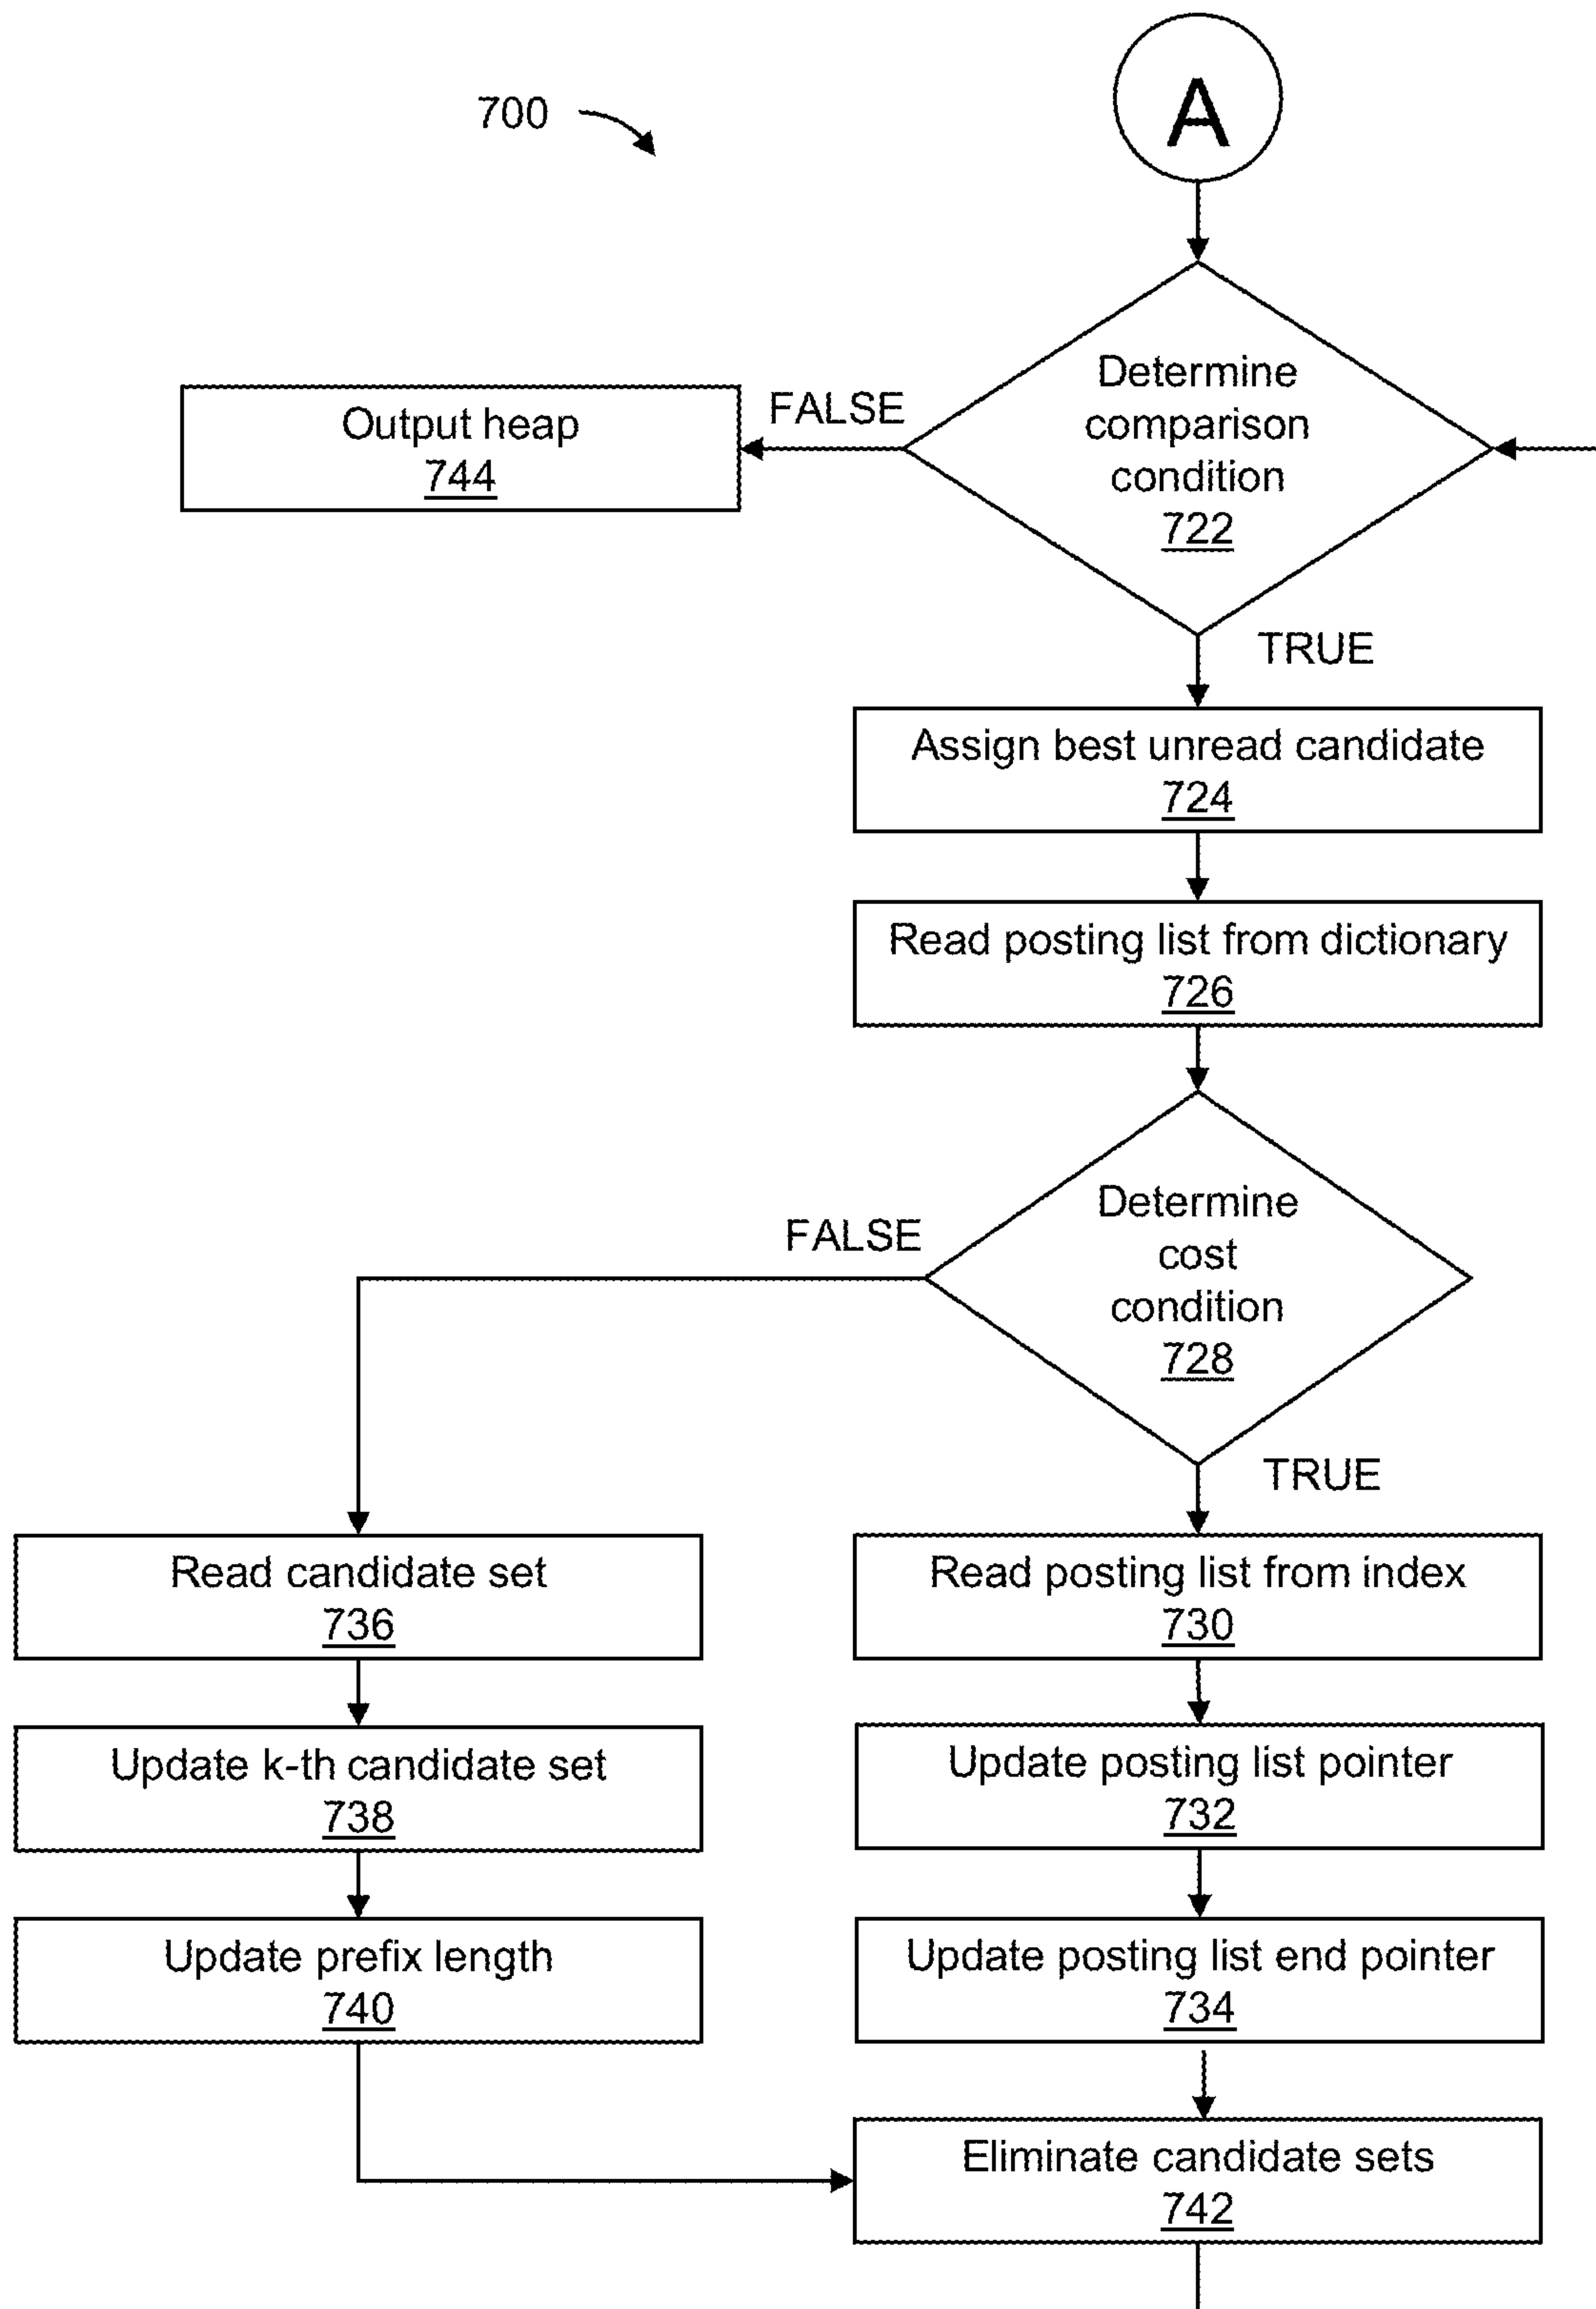 700
A
Determine
comparison
condition
722
FALSE
Output heap
744
TRUE
Assign best unread candidate
724
Read posting list from dictionary
726
Determine
cost
condition
728
FALSE
TRUE
Read candidate set
736
Read posting list from index
730
Update k-th candidate set
738
Update posting list pointer
732
Update prefix length
740
Update posting list end pointer
734
Eliminate candidate sets
742